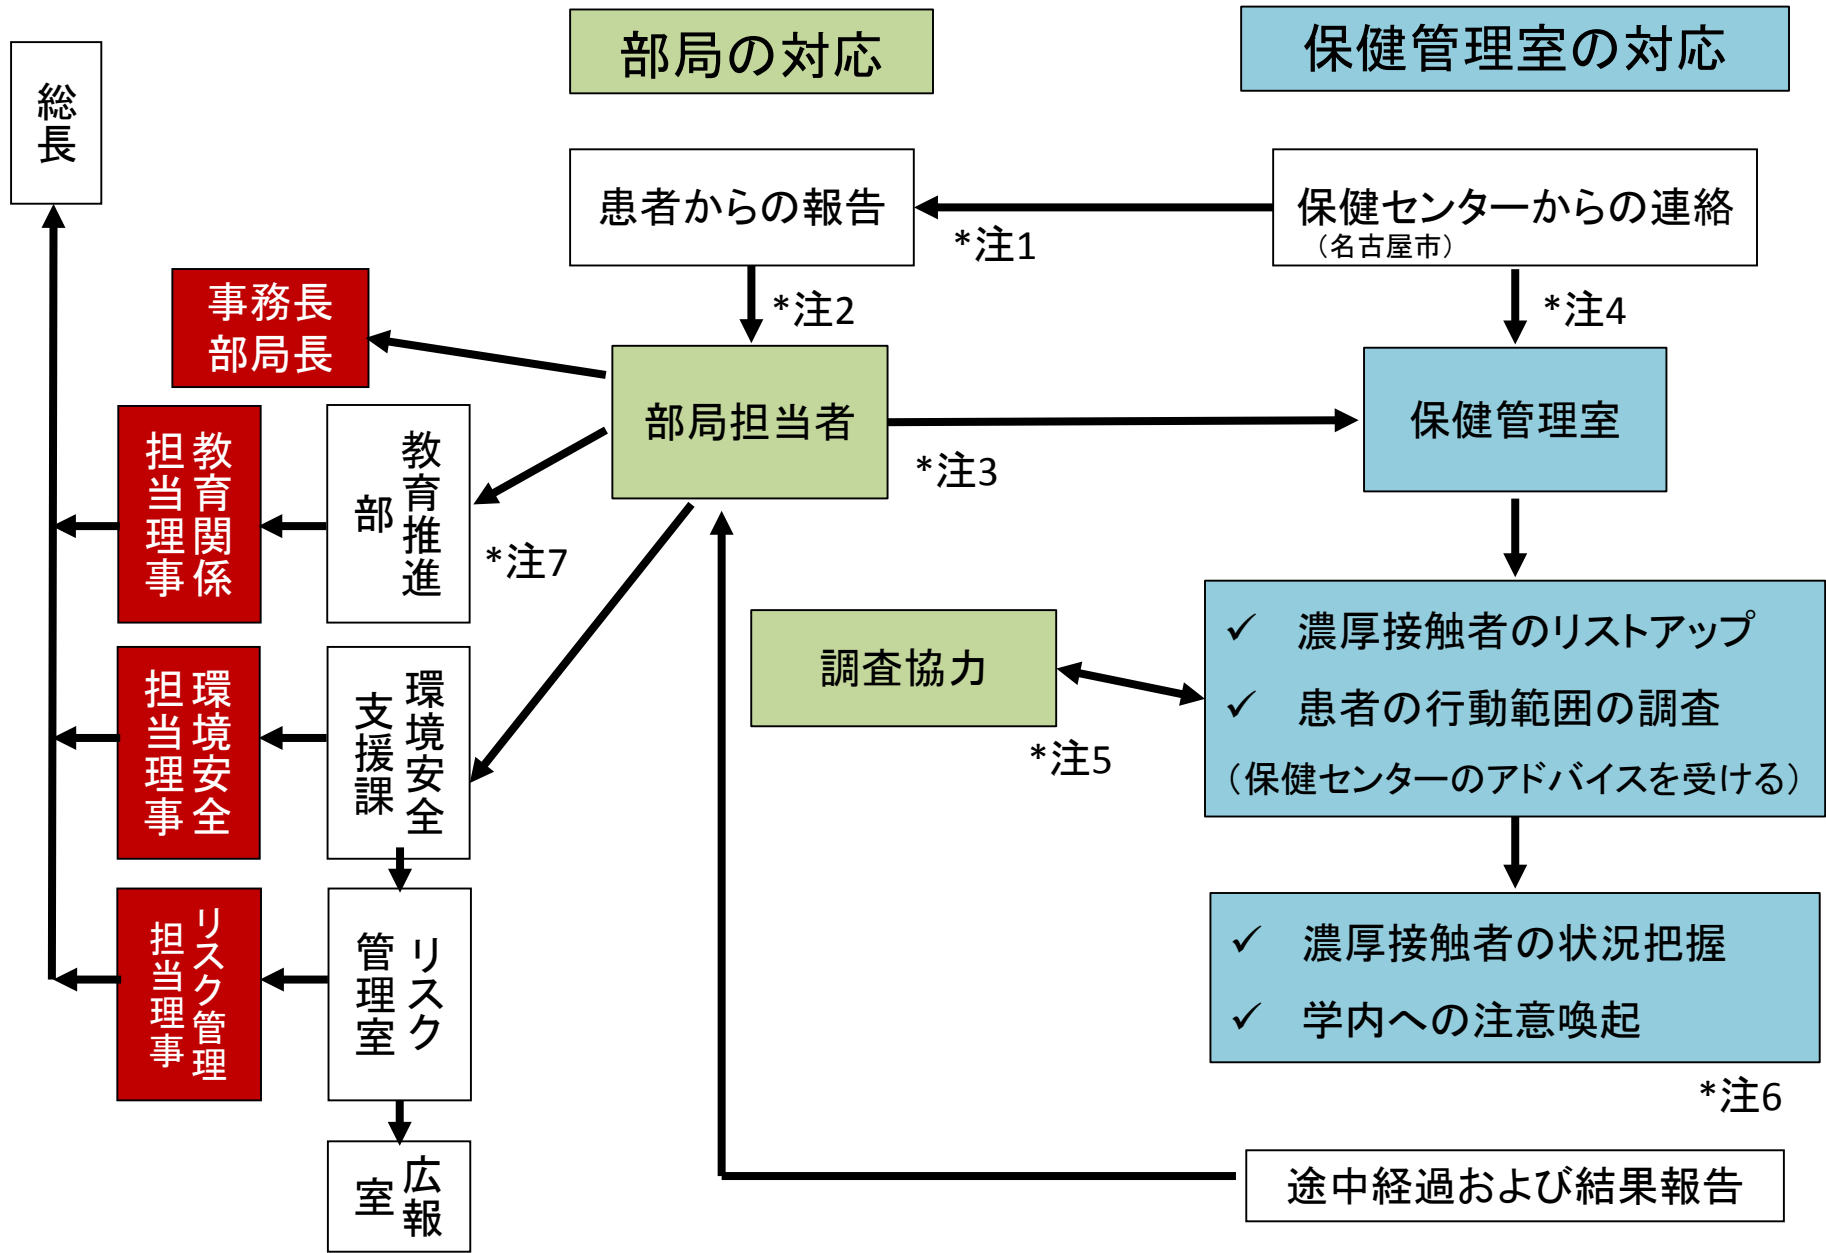 部局の対応
保健管理室の対応
総長
患者からの報告
保健センターからの連絡
（名古屋市）
*注1
*注2
*注4
事務長
部局長
部局担当者
保健管理室
*注3
教育関係
担当理事
教育推進
部
*注7
濃厚接触者のリストアップ
患者の行動範囲の調査
（保健センターのアドバイスを受ける）
調査協力
*注5
環境安全
担当理事
環境安全
支援課
リスク管理
担当理事
リスク
管理室
濃厚接触者の状況把握
学内への注意喚起
*注6
広報
室
途中経過および結果報告